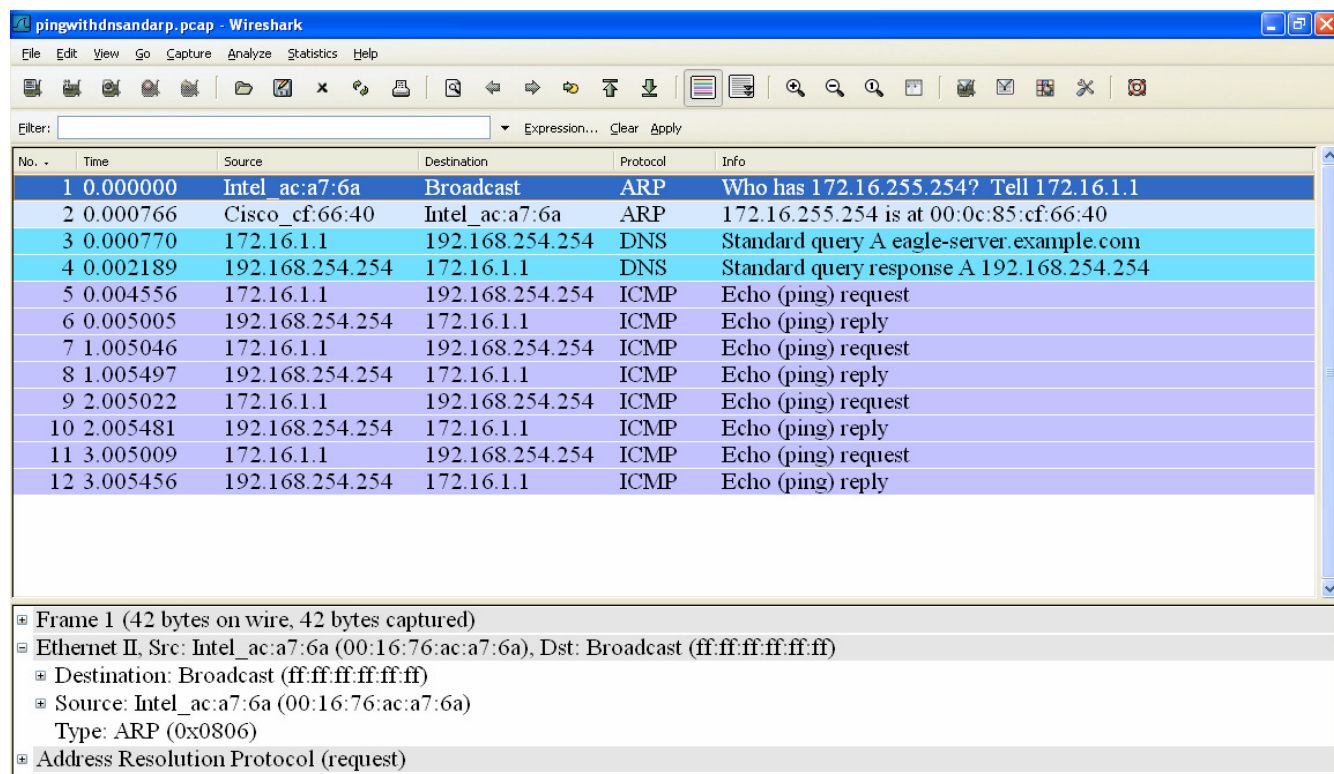 pingwithdnsandarp.pcap - Wireshark
File Edit View Go Capture Analyze Statistics Help
Filter: Expression... Clear Apply
No. - Time Source Destination Protocol Info
1 0.000000 Intel_ac:a7:6a Broadcast ARP Who has 172.16.255.254? Tell 172.16.1.1
2 0.000766 Cisco_cf:66:40 Intel_ac:a7:6a ARP 172.16.255.254 is at 00:0c:85:cf:66:40
3 0.000770 172.16.1.1 192.168.254.254 DNS Standard query A eagle-server.example.com
4 0.002189 192.168.254.254 172.16.1.1 DNS Standard query response A 192.168.254.254
5 0.004556 172.16.1.1 192.168.254.254 ICMP Echo (ping) request
6 0.005005 192.168.254.254 172.16.1.1 ICMP Echo (ping) reply
7 1.005046 172.16.1.1 192.168.254.254 ICMP Echo (ping) request
8 1.005497 192.168.254.254 172.16.1.1 ICMP Echo (ping) reply
9 2.005022 172.16.1.1 192.168.254.254 ICMP Echo (ping) request
10 2.005481 192.168.254.254 172.16.1.1 ICMP Echo (ping) reply
11 3.005009 172.16.1.1 192.168.254.254 ICMP Echo (ping) request
12 3.005456 192.168.254.254 172.16.1.1 ICMP Echo (ping) reply
Frame 1 (42 bytes on wire, 42 bytes captured)
Ethernet II, Src: Intel_ac:a7:6a (00:16:76:ac:a7:6a), Dst: Broadcast (ff:ff:ff:ff:ff:ff)
Destination: Broadcast (ff:ff:ff:ff:ff:ff)
Source: Intel_ac:a7:6a (00:16:76:ac:a7:6a)
Type: ARP (0x0806)
Address Resolution Protocol (request)